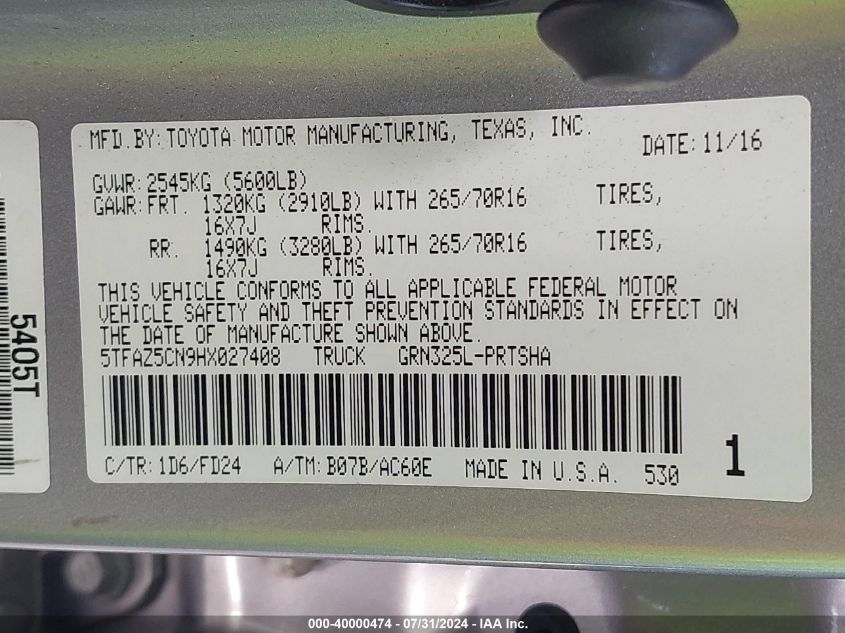 MFD.BY:TOYOTA MOTOR MANUFACTURING, TEXAS, INC. DATE:11/16
GVWR:2545KG (5600LB)
GAWR:FRT. 1320KG (2910LB) WITH 265/70R16 TIRES,
16X7J RIMS.
RR. 1490KG (3280LB) WITH 265/70R16 TIRES,
16X7J RIMS.
THIS VEHICLE CONFORMS TO ALL APPLICABLE FEDERAL MOTOR
VEHICLE SAFETY AND THEFT PREVENTION STANDARDS IN EFFECT ON
THE DATE OF MANUFACTURE SHOWN ABOVE.
5TFAZ5CN9HX027408 TRUCK GRN325L-PRTSHA
C/TR:1D6/FD24 A/TM:B07B/AC60E MADE IN U.S.A. 530
1
5405T
000-40000474 - 07/31/2024 - IAA Inc.